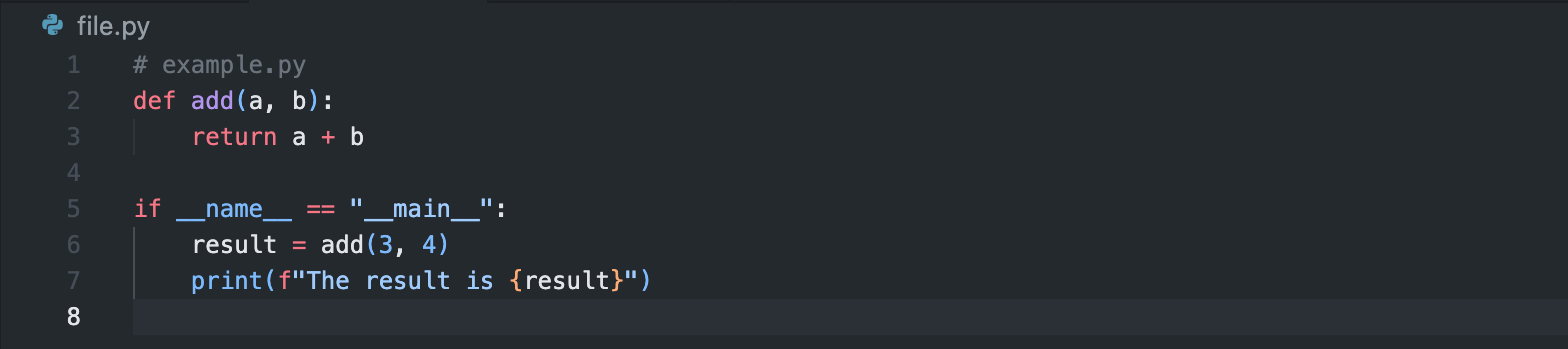 file.py
1 # example.py
2 def add(a, b):
3     return a + b
4
5 if __name__ == "__main__":
6     result = add(3, 4)
7     print(f"The result is {result}")
8